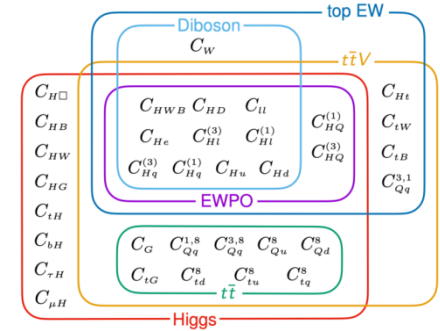 top EW
Diboson
C_W
tt̄V
C_{H□}
C_{HB}
C_{HW}
C_{HG}
C_{tH}
C_{bH}
C_{τH}
C_{μH}
C_{HWB} C_{HD} C_{ll}
C_{He} C_{Hl}^{(3)} C_{Hl}^{(1)}
C_{Hq}^{(3)} C_{Hq}^{(1)} C_{Hu} C_{Hd}
C_{HQ}^{(1)}
C_{HQ}^{(3)}
EWPO
C_{Ht}
C_{tW}
C_{tB}
C_{Qq}^{3,1}
C_G C_{Qq}^{1,8} C_{Qq}^{3,8} C_{Qu}^{8} C_{Qd}^{8}
C_{tG} C_{td}^{8} C_{tu}^{8} C_{tq}^{8}
tt̄
Higgs